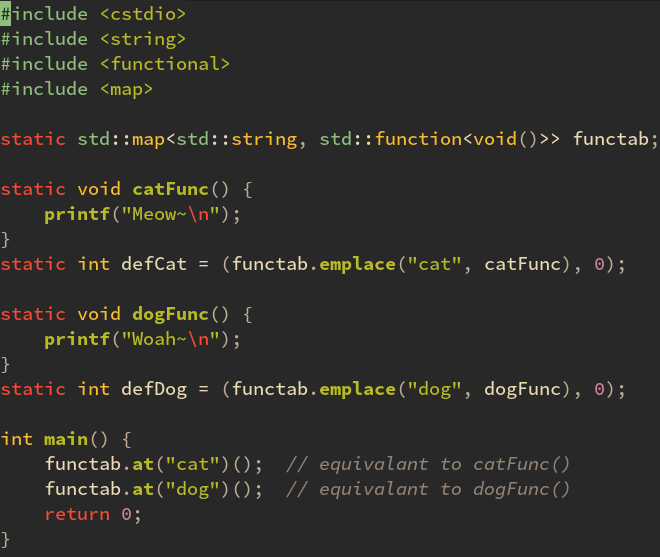 #include <cstdio>
#include <string>
#include <functional>
#include <map>
static std::map<std::string, std::function<void()>> functab;
static void catFunc() {
    printf("Meow~\n");
}
static int defCat = (functab.emplace("cat", catFunc), 0);
static void dogFunc() {
    printf("Woah~\n");
}
static int defDog = (functab.emplace("dog", dogFunc), 0);
int main() {
    functab.at("cat")();  // equivalant to catFunc()
    functab.at("dog")();  // equivalant to dogFunc()
    return 0;
}